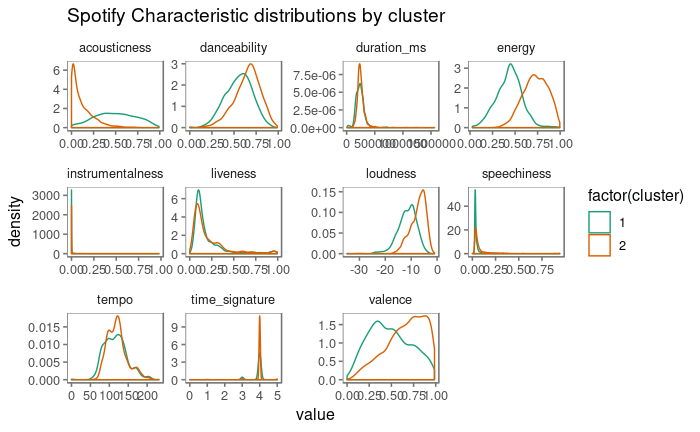 Spotify Characteristic distributions by cluster
acousticness danceability duration_ms energy
6
4
2
0
3
2
1
0
7.5e-06
5.0e-06
2.5e-06
0.0e+00
3
2
1
0
0.00 0.25 0.50 0.75 1.00
0.00 0.25 0.50 0.75 1.00
0 500000 1000000 1500000
0.00 0.25 0.50 0.75 1.00
instrumentalness liveness loudness speechiness
3000
2000
1000
0
6
4
2
0
0.15
0.10
0.05
0.00
40
20
0
0.00 0.25 0.50 0.75 1.00
0.00 0.25 0.50 0.75 1.00
-30 -20 -10 0
0.00 0.25 0.50 0.75
tempo time_signature valence
0.015
0.010
0.005
0.000
9
6
3
0
1.5
1.0
0.5
0.0
0 50 100 150 200
0 1 2 3 4 5
0.00 0.25 0.50 0.75 1.00
density
value
factor(cluster)
1
2